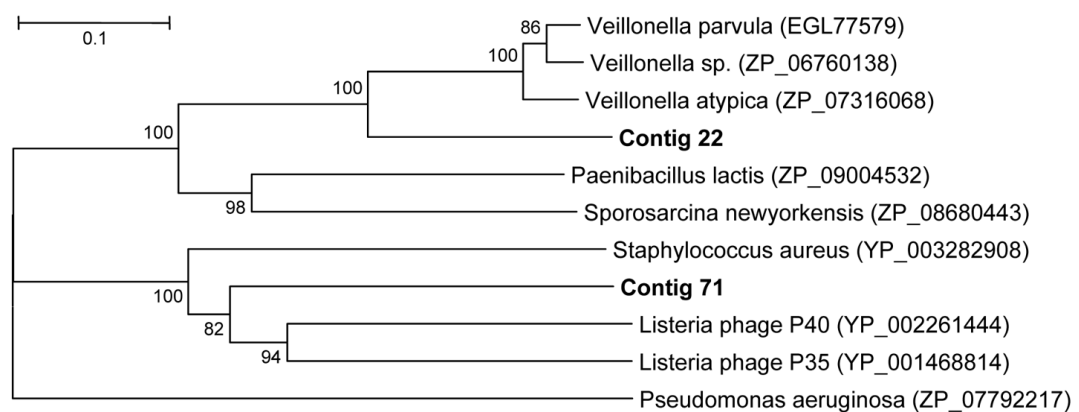 0.1
86
Veillonella parvula (EGL77579)
100
Veillonella sp. (ZP_06760138)
100
Veillonella atypica (ZP_07316068)
100
Contig 22
Paenibacillus lactis (ZP_09004532)
98
Sporosarcina newyorkensis (ZP_08680443)
Staphylococcus aureus (YP_003282908)
100
Contig 71
82
Listeria phage P40 (YP_002261444)
94
Listeria phage P35 (YP_001468814)
Pseudomonas aeruginosa (ZP_07792217)